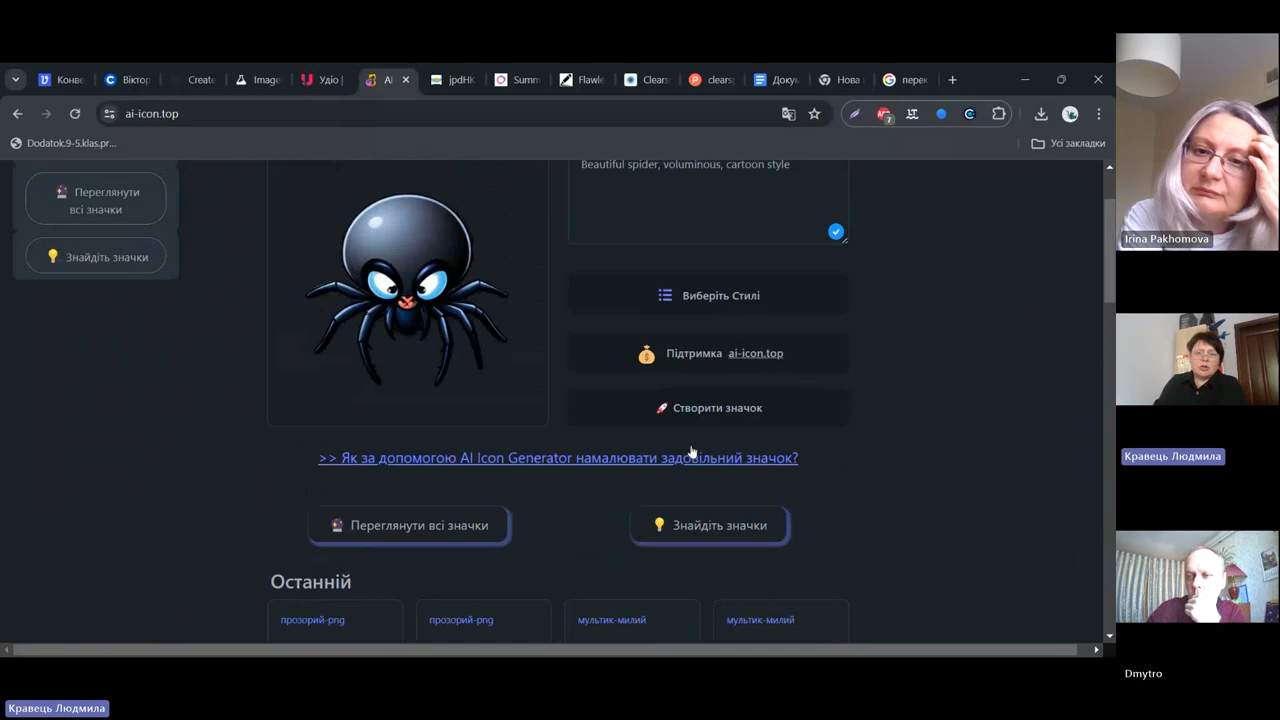 Конве
Віктор
Create
Image
Удіо |
AI
jpdHK
Summ
Flawle
Clears
clears
Докум
Нова
перек
ai-icon.top
7
Dodatok.9-5.klas.pr...
Усі закладки
Переглянути
всі значки
Знайдіть значки
Beautiful spider, voluminous, cartoon style
Виберіть Стилі
Підтримка ai-icon.top
Створити значок
>> Як за допомогою AI Icon Generator намалювати задовільний значок?
Переглянути всі значки
Знайдіть значки
Останній
прозорий-png
прозорий-png
мультик-милий
мультик-милий
Irina Pakhomova
Кравець Людмила
Dmytro
Кравець Людмила